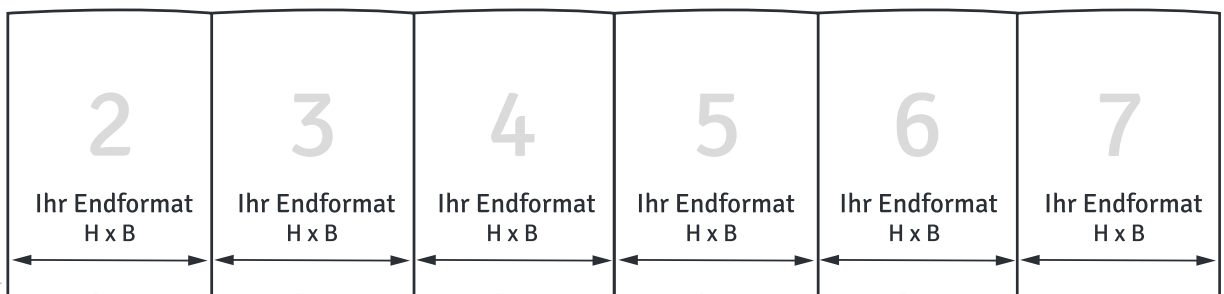 2 3 4 5 6 7
Ihr Endformat Ihr Endformat Ihr Endformat Ihr Endformat Ihr Endformat Ihr Endformat
H x B H x B H x B H x B H x B H x B